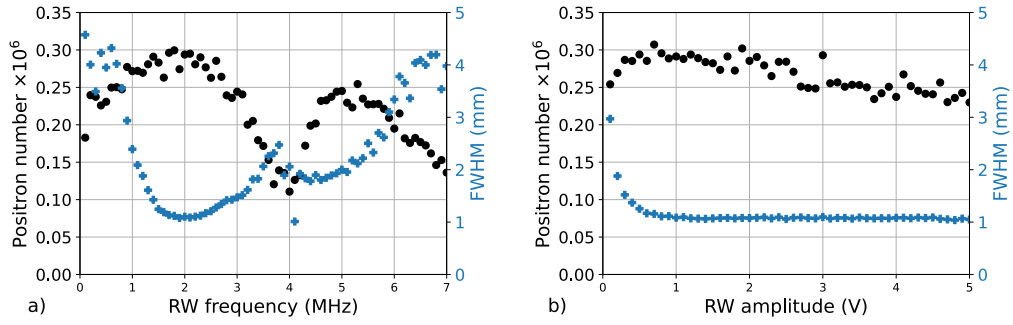 0.35
0.30
0.25
0.20
0.15
0.10
0.05
0.00
Positron number ×10⁶
0 1 2 3 4 5 6 7
RW frequency (MHz)
5
4
3
2
1
0
FWHM (mm)
a)
0.35
0.30
0.25
0.20
0.15
0.10
0.05
0.00
Positron number ×10⁶
0 1 2 3 4 5
RW amplitude (V)
5
4
3
2
1
0
FWHM (mm)
b)